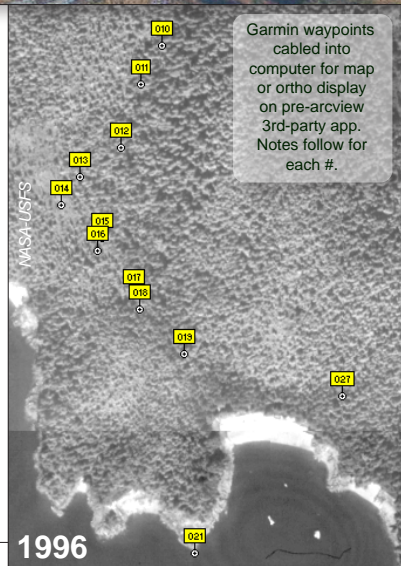 010
Garmin waypoints
cabled into
computer for map
or ortho display
on pre-arcview
3rd-party app.
Notes follow for
each #.
011
012
013
014
015
016
NASA-USFS
017
018
019
027
021
1996